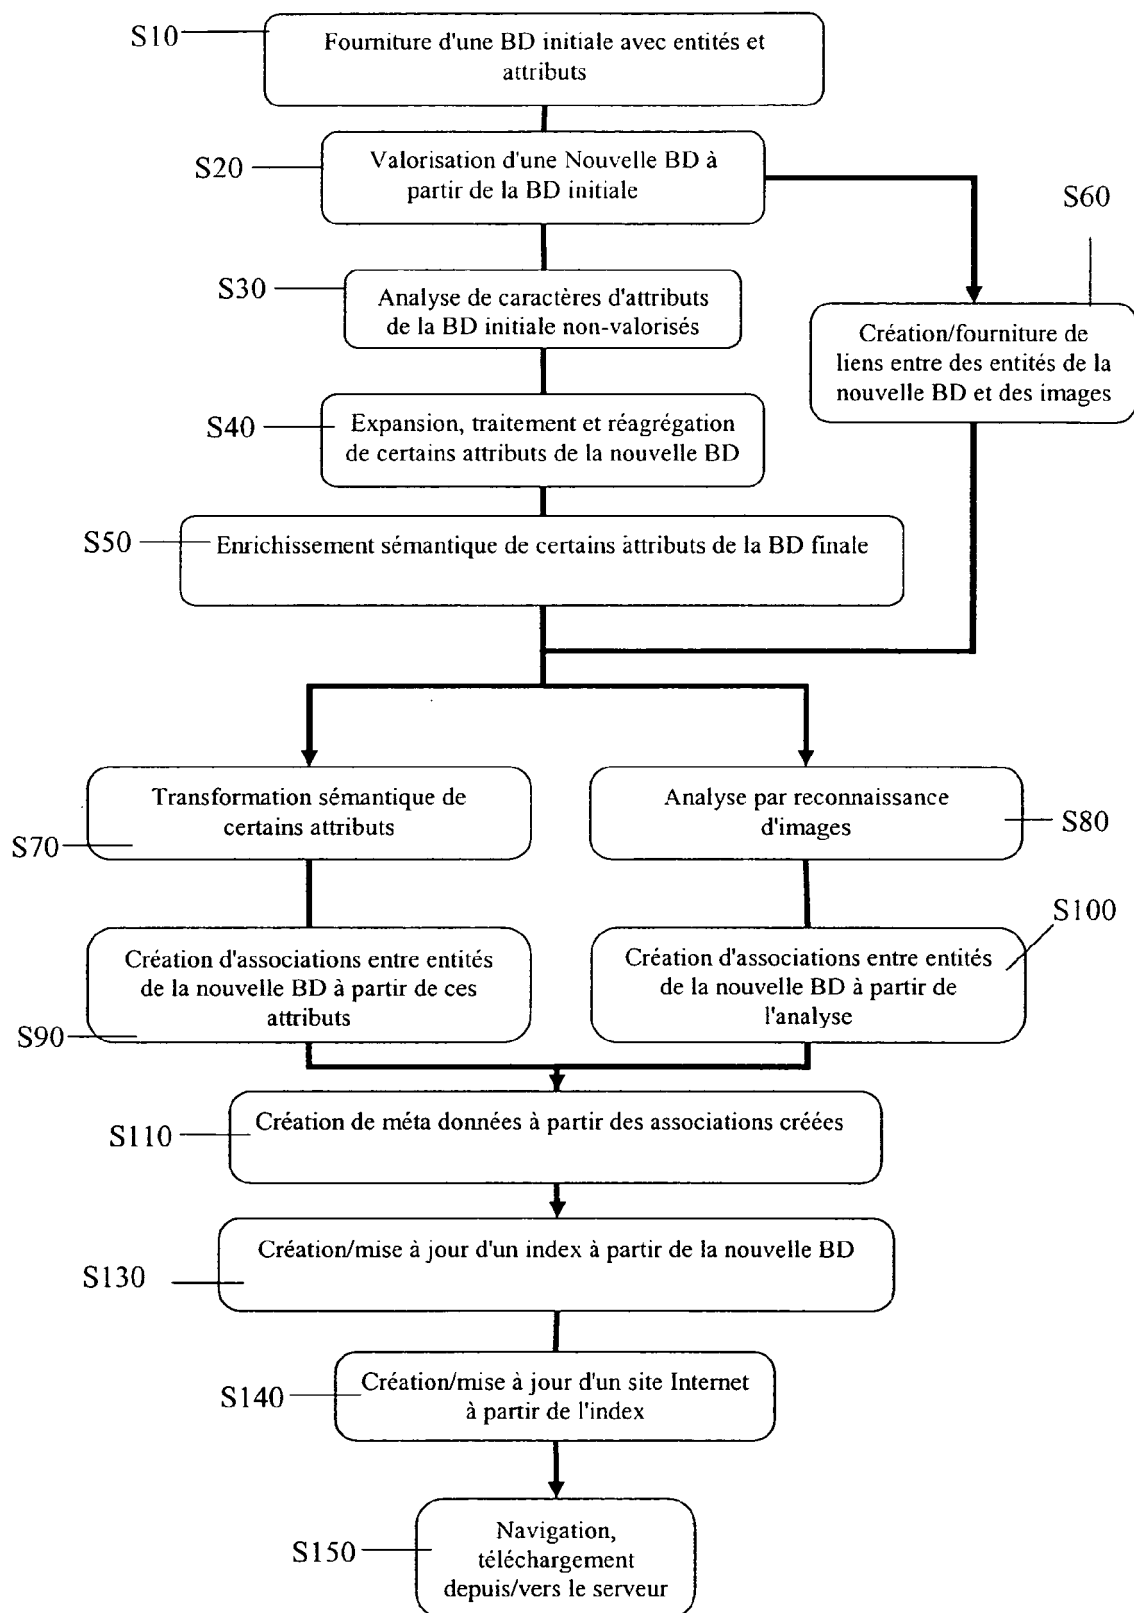 S10
Fourniture d'une BD initiale avec entités et
attributs
S20
Valorisation d'une Nouvelle BD à
partir de la BD initiale
S60
S30
Analyse de caractères d'attributs
de la BD initiale non-valorisés
Création/fourniture de
liens entre des entités de la
nouvelle BD et des images
S40
Expansion, traitement et réagrégation
de certains attributs de la nouvelle BD
S50
Enrichissement sémantique de certains attributs de la BD finale
Transformation sémantique de
certains attributs
S70
Analyse par reconnaissance
d'images
S80
S100
Création d'associations entre entités
de la nouvelle BD à partir de ces
attributs
S90
Création d'associations entre entités
de la nouvelle BD à partir de
l'analyse
S110
Création de méta données à partir des associations créées
S130
Création/mise à jour d'un index à partir de la nouvelle BD
S140
Création/mise à jour d'un site Internet
à partir de l'index
S150
Navigation,
téléchargement
depuis/vers le serveur